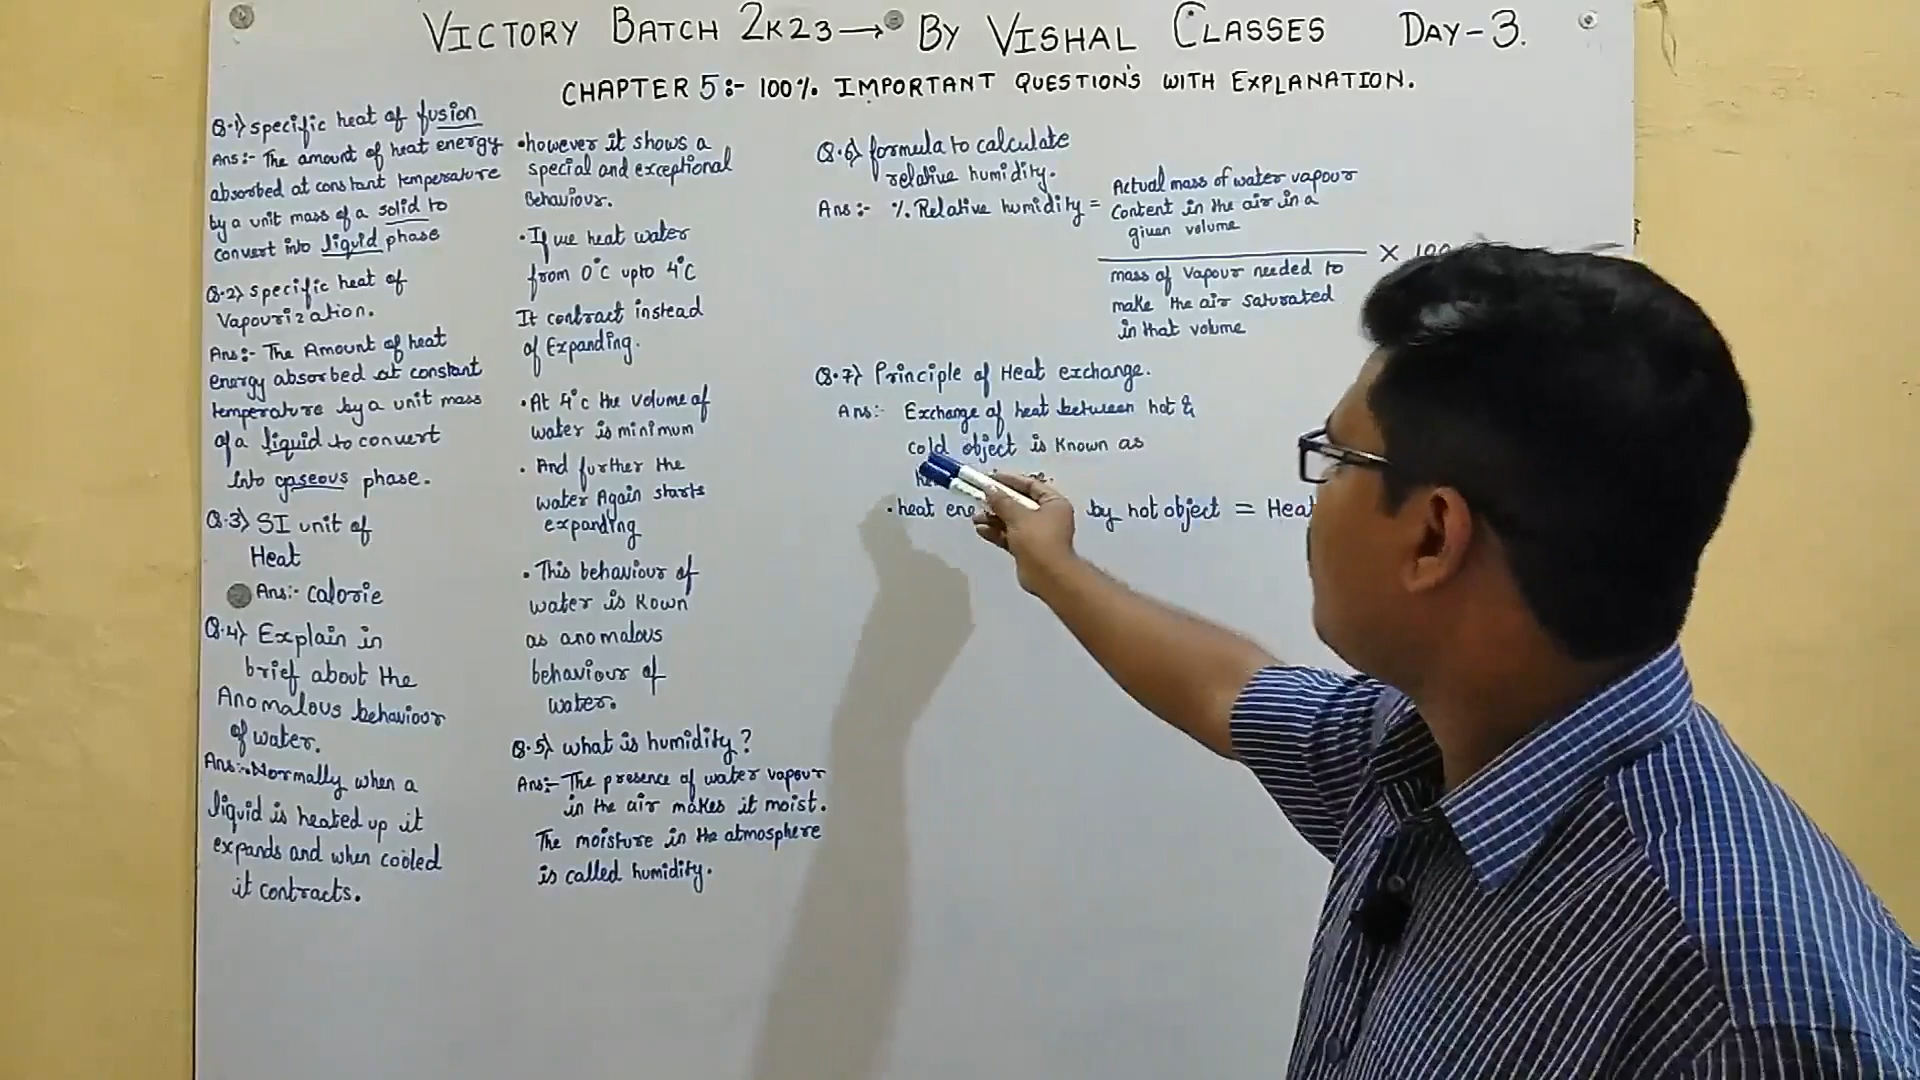 VICTORY BATCH 2K23 → BY VISHAL CLASSES DAY-3.
CHAPTER 5:- 100% IMPORTANT QUESTIONS WITH EXPLANATION.
Q.1) specific heat of fusion
Ans:- The amount of heat energy
absorbed at constant temperature
by a unit mass of a solid to
convert into liquid phase
Q.2) specific heat of
Vapourization.
Ans:- The Amount of heat
energy absorbed at constant
temperature by a unit mass
of a liquid to convert
into gaseous phase.
Q.3) SI unit of
Heat
Ans:- calorie
Q.4) Explain in
brief about the
Anomalous behaviour
of water.
Ans:- Normally when a
liquid is heated up it
expands and when cooled
it contracts.
• however it shows a
special and exceptional
Behaviour.
• If we heat water
from 0°C upto 4°C
It contract instead
of Expanding.
• At 4°c the volume of
water is minimum
• And further the
water Again starts
expanding
• This behaviour of
water is Kown
as anomalous
behaviour of
water.
Q.5) what is humidity?
Ans:- The presence of water vapour
in the air makes it moist.
The moisture in the atmosphere
is called humidity.
Q.6) formula to calculate
relative humidity.
Ans:- % Relative humidity =
Actual mass of water vapour
content in the air in a
given volume
×
mass of vapour needed to
make the air saturated
in that volume
Q.7) Principle of Heat exchange.
Ans:- Exchange of heat between hot &
cold object is known as
• heat by hot object = Heat